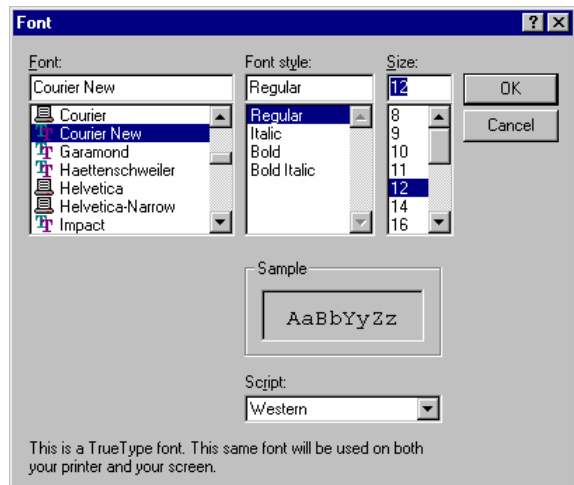 Font
Font:
Courier New
Courier
Courier New
Garamond
Haettenschweiler
Helvetica
Helvetica-Narrow
Impact
Font style:
Regular
Regular
Italic
Bold
Bold Italic
Size:
12
8
9
10
11
12
14
16
OK
Cancel
Sample
AaBbYyZz
Script:
Western
This is a TrueType font. This same font will be used on both
your printer and your screen.